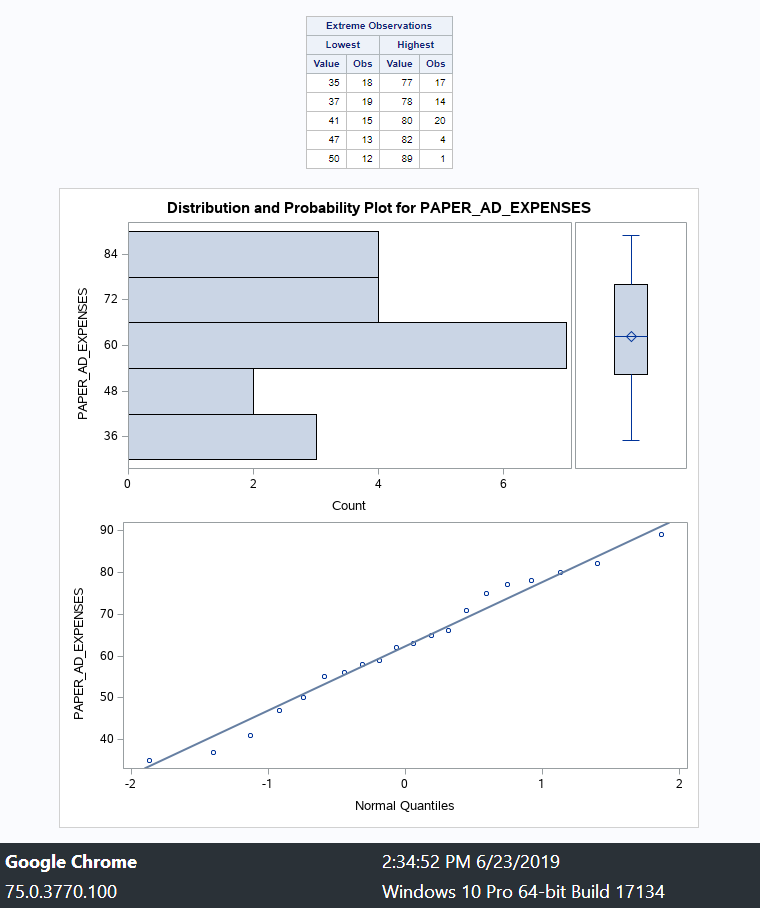 Extreme Observations
Lowest Highest
Value Obs Value Obs
35 18 77 17
37 19 78 14
41 15 80 20
47 13 82 4
50 12 89 1
Distribution and Probability Plot for PAPER_AD_EXPENSES
PAPER_AD_EXPENSES
84
72
60
48
36
0 2 4 6
Count
PAPER_AD_EXPENSES
90
80
70
60
50
40
-2 -1 0 1 2
Normal Quantiles
Google Chrome 2:34:52 PM 6/23/2019
75.0.3770.100 Windows 10 Pro 64-bit Build 17134